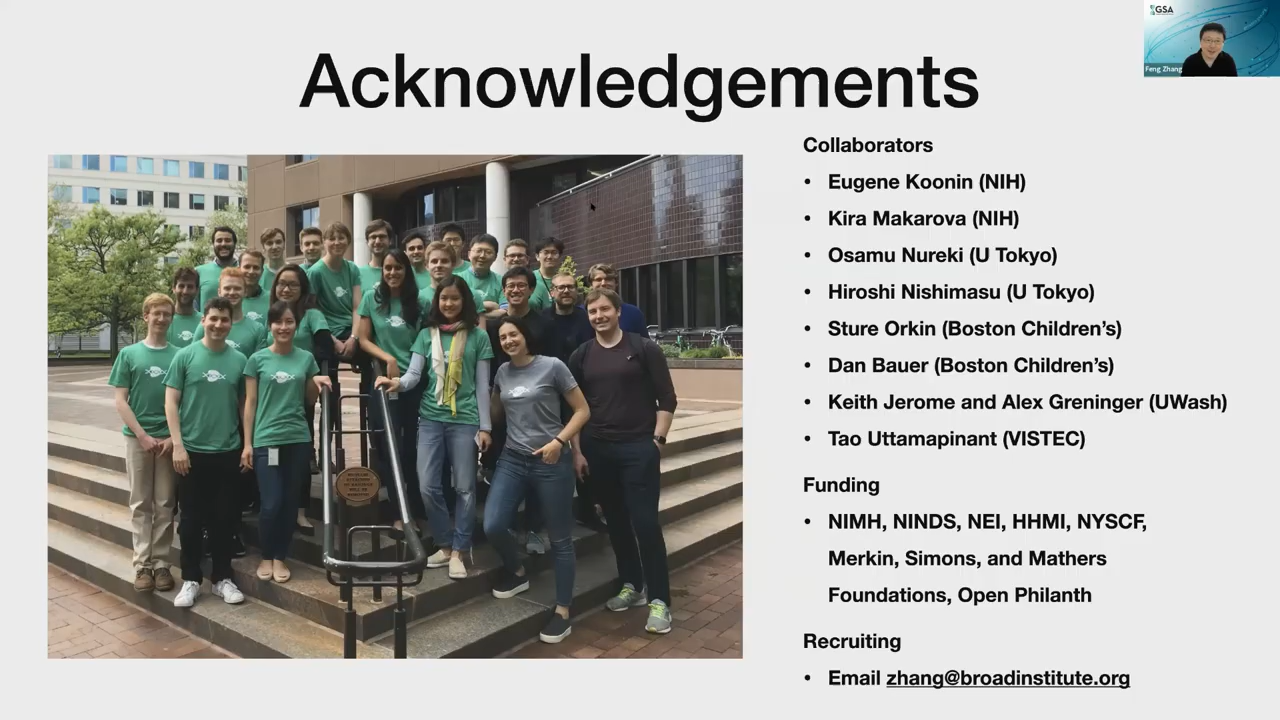 GSA
Feng Zhang
Acknowledgements
Collaborators
• Eugene Koonin (NIH)
• Kira Makarova (NIH)
• Osamu Nureki (U Tokyo)
• Hiroshi Nishimasu (U Tokyo)
• Sture Orkin (Boston Children’s)
• Dan Bauer (Boston Children’s)
• Keith Jerome and Alex Greninger (UWash)
• Tao Uttamapinant (VISTEC)
Funding
• NIMH, NINDS, NEI, HHMI, NYSCF,
Merkin, Simons, and Mathers
Foundations, Open Philanth
Recruiting
• Email zhang@broadinstitute.org